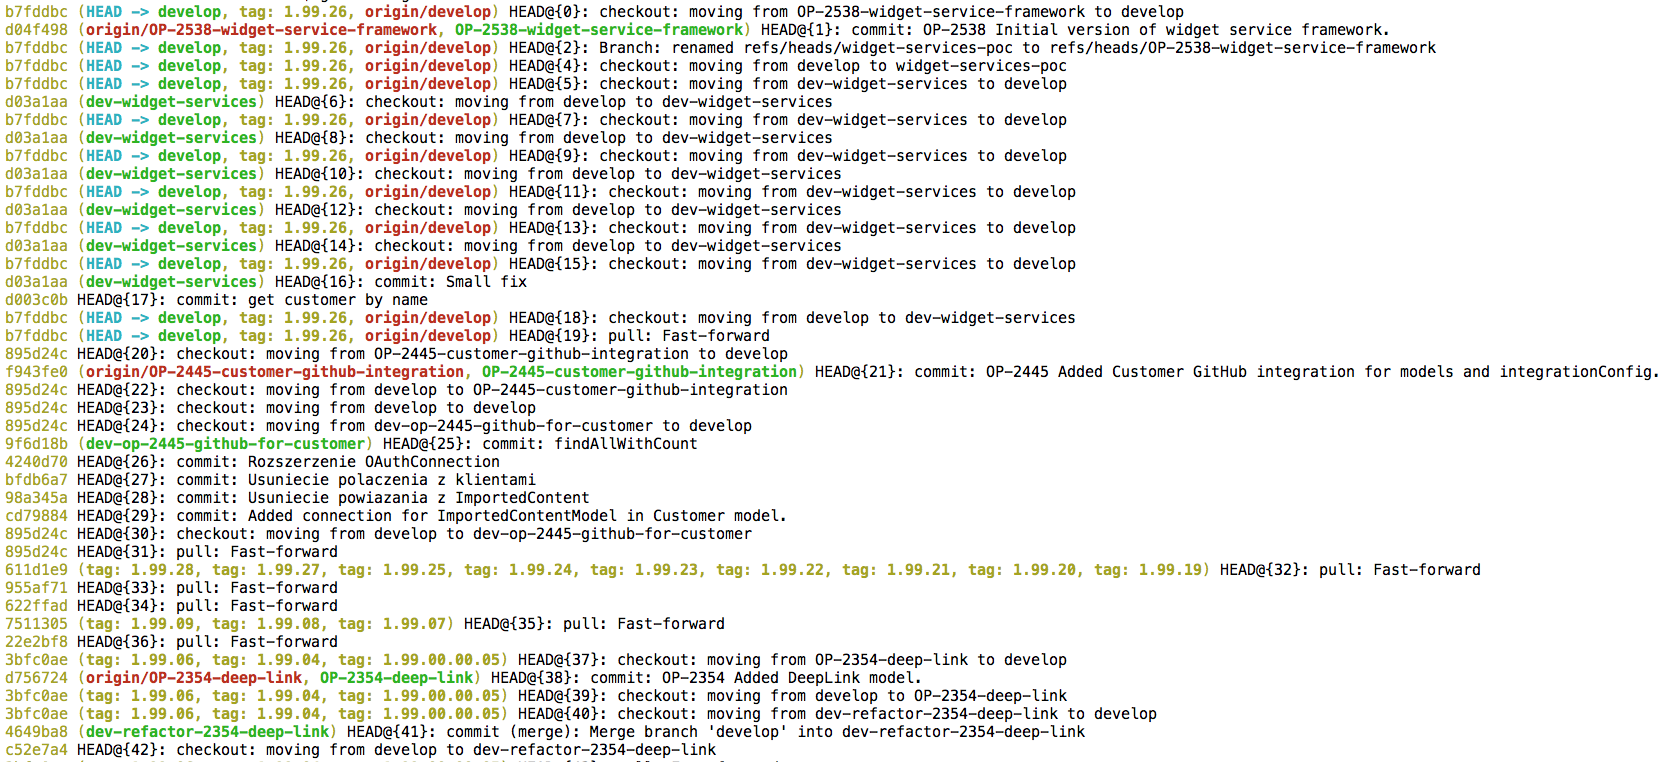 b7fddbc (HEAD -> develop, tag: 1.99.26, origin/develop) HEAD@{0}: checkout: moving from OP-2538-widget-service-framework to develop
d04f498 (origin/OP-2538-widget-service-framework, OP-2538-widget-service-framework) HEAD@{1}: commit: OP-2538 Initial version of widget service framework.
b7fddbc (HEAD -> develop, tag: 1.99.26, origin/develop) HEAD@{2}: Branch: renamed refs/heads/widget-services-poc to refs/heads/OP-2538-widget-service-framework
b7fddbc (HEAD -> develop, tag: 1.99.26, origin/develop) HEAD@{4}: checkout: moving from develop to widget-services-poc
b7fddbc (HEAD -> develop, tag: 1.99.26, origin/develop) HEAD@{5}: checkout: moving from dev-widget-services to develop
d03a1aa (dev-widget-services) HEAD@{6}: checkout: moving from develop to dev-widget-services
b7fddbc (HEAD -> develop, tag: 1.99.26, origin/develop) HEAD@{7}: checkout: moving from dev-widget-services to develop
d03a1aa (dev-widget-services) HEAD@{8}: checkout: moving from develop to dev-widget-services
b7fddbc (HEAD -> develop, tag: 1.99.26, origin/develop) HEAD@{9}: checkout: moving from dev-widget-services to develop
d03a1aa (dev-widget-services) HEAD@{10}: checkout: moving from develop to dev-widget-services
b7fddbc (HEAD -> develop, tag: 1.99.26, origin/develop) HEAD@{11}: checkout: moving from dev-widget-services to develop
d03a1aa (dev-widget-services) HEAD@{12}: checkout: moving from develop to dev-widget-services
b7fddbc (HEAD -> develop, tag: 1.99.26, origin/develop) HEAD@{13}: checkout: moving from dev-widget-services to develop
d03a1aa (dev-widget-services) HEAD@{14}: checkout: moving from develop to dev-widget-services
b7fddbc (HEAD -> develop, tag: 1.99.26, origin/develop) HEAD@{15}: checkout: moving from dev-widget-services to develop
d03a1aa (dev-widget-services) HEAD@{16}: commit: Small fix
d003c0b HEAD@{17}: commit: get customer by name
b7fddbc (HEAD -> develop, tag: 1.99.26, origin/develop) HEAD@{18}: checkout: moving from develop to dev-widget-services
b7fddbc (HEAD -> develop, tag: 1.99.26, origin/develop) HEAD@{19}: pull: Fast-forward
895d24c HEAD@{20}: checkout: moving from OP-2445-customer-github-integration to develop
f943fe0 (origin/OP-2445-customer-github-integration, OP-2445-customer-github-integration) HEAD@{21}: commit: OP-2445 Added Customer GitHub integration for models and integrationConfig.
895d24c HEAD@{22}: checkout: moving from develop to OP-2445-customer-github-integration
895d24c HEAD@{23}: checkout: moving from develop to develop
895d24c HEAD@{24}: checkout: moving from dev-op-2445-github-for-customer to develop
9f6d18b (dev-op-2445-github-for-customer) HEAD@{25}: commit: findAllWithCount
4240d70 HEAD@{26}: commit: Rozszerzenie OAuthConnection
bfdb6a7 HEAD@{27}: commit: Usuniecie polaczenia z klientami
98a345a HEAD@{28}: commit: Usuniecie powiazania z ImportedContent
cd79884 HEAD@{29}: commit: Added connection for ImportedContentModel in Customer model.
895d24c HEAD@{30}: checkout: moving from develop to dev-op-2445-github-for-customer
895d24c HEAD@{31}: pull: Fast-forward
611d1e9 (tag: 1.99.28, tag: 1.99.27, tag: 1.99.25, tag: 1.99.24, tag: 1.99.23, tag: 1.99.22, tag: 1.99.21, tag: 1.99.20, tag: 1.99.19) HEAD@{32}: pull: Fast-forward
955af71 HEAD@{33}: pull: Fast-forward
622ffad HEAD@{34}: pull: Fast-forward
7511305 (tag: 1.99.09, tag: 1.99.08, tag: 1.99.07) HEAD@{35}: pull: Fast-forward
22e2bf8 HEAD@{36}: pull: Fast-forward
3bfc0ae (tag: 1.99.06, tag: 1.99.04, tag: 1.99.00.00.05) HEAD@{37}: checkout: moving from OP-2354-deep-link to develop
d756724 (origin/OP-2354-deep-link, OP-2354-deep-link) HEAD@{38}: commit: OP-2354 Added DeepLink model.
3bfc0ae (tag: 1.99.06, tag: 1.99.04, tag: 1.99.00.00.05) HEAD@{39}: checkout: moving from develop to OP-2354-deep-link
3bfc0ae (tag: 1.99.06, tag: 1.99.04, tag: 1.99.00.00.05) HEAD@{40}: checkout: moving from dev-refactor-2354-deep-link to develop
4649ba8 (dev-refactor-2354-deep-link) HEAD@{41}: commit (merge): Merge branch 'develop' into dev-refactor-2354-deep-link
c52e7a4 HEAD@{42}: checkout: moving from develop to dev-refactor-2354-deep-link